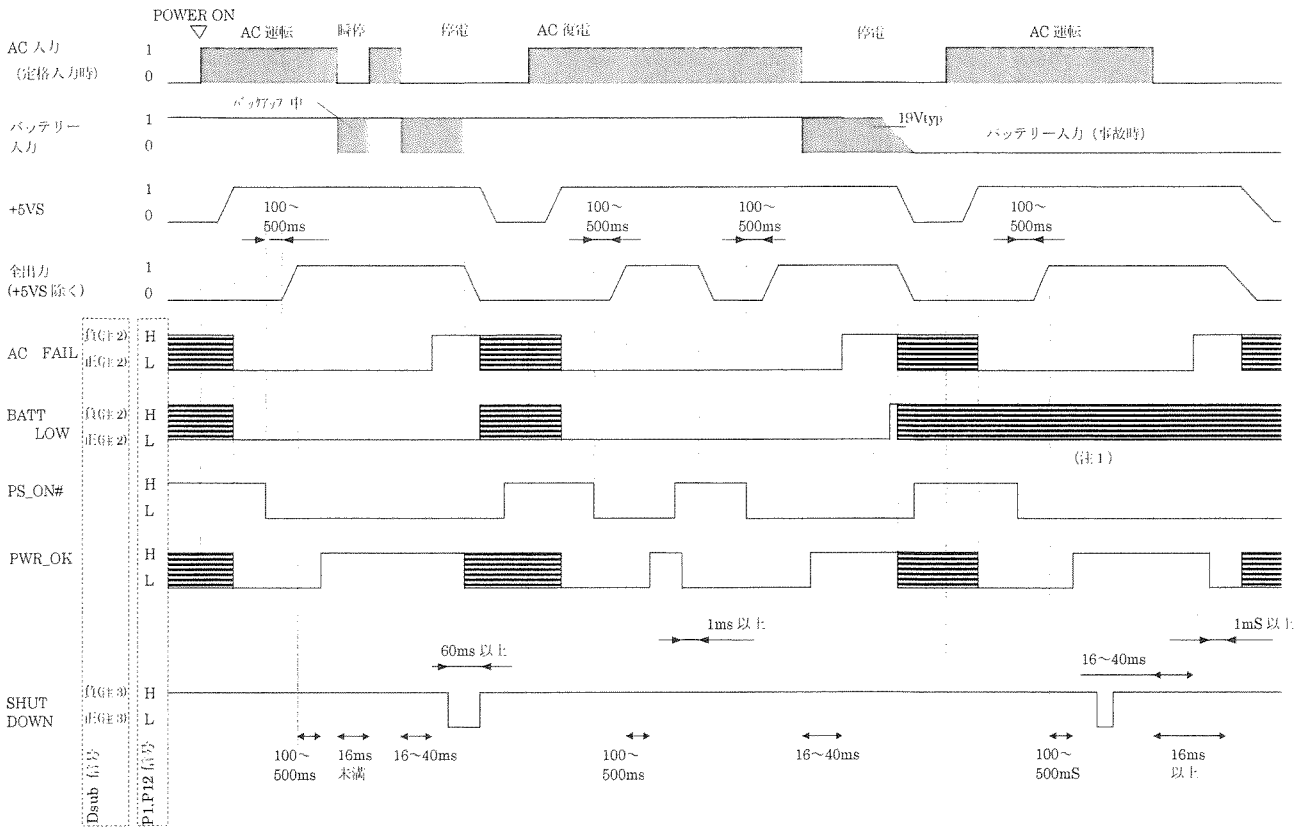 POWER ON
AC 運転 時停 停電 AC 復電 停電 AC 運転
AC 入力 1
(定格入力時) 0
バックアップ 中
バッテリー 1
入力 0
19Vtyp
バッテリー入力 (事故時)
+5VS 1
0
100～
500ms
100～
500ms
100～
500ms
100～
500ms
全出力 1
(+5VS 除く) 0
AC FAIL
負(注2) H
正(注2) L
BATT
LOW
負(注2) H
正(注2) L
(注1)
PS_ON# H
L
PWR_OK H
L
1ms 以上
1mS 以上
60ms 以上
16～40ms
SHUT
DOWN
負(注3) H
正(注3) L
100～
500ms
16ms
未満
16～40ms
100～
500ms
16～40ms
100～
500mS
16ms
以上
Dsub 信号
P1.P12 信号